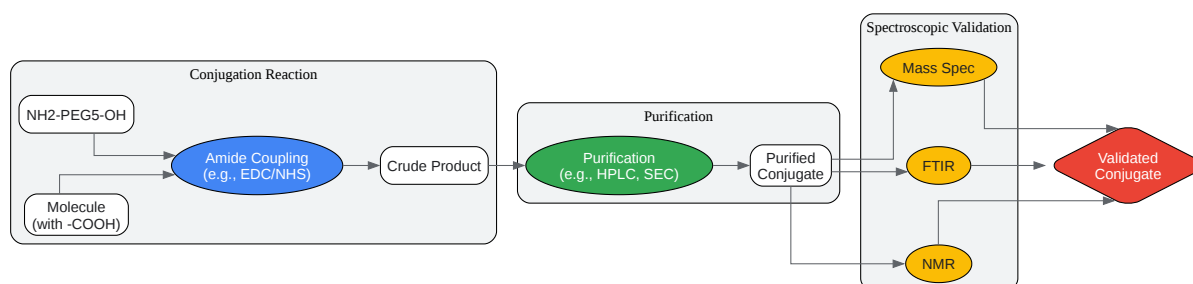 Conjugation Reaction
NH2-PEG5-OH
Molecule
(with -COOH)
Amide Coupling
(e.g., EDC/NHS)
Crude Product
Purification
Purification
(e.g., HPLC, SEC)
Purified
Conjugate
Spectroscopic Validation
Mass Spec
FTIR
NMR
Validated
Conjugate